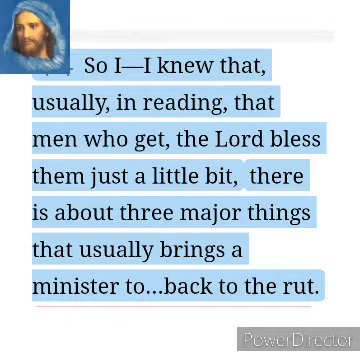 So I—I knew that,
usually, in reading, that
men who get, the Lord bless
them just a little bit, there
is about three major things
that usually brings a
minister to...back to the rut.
PowerDirector